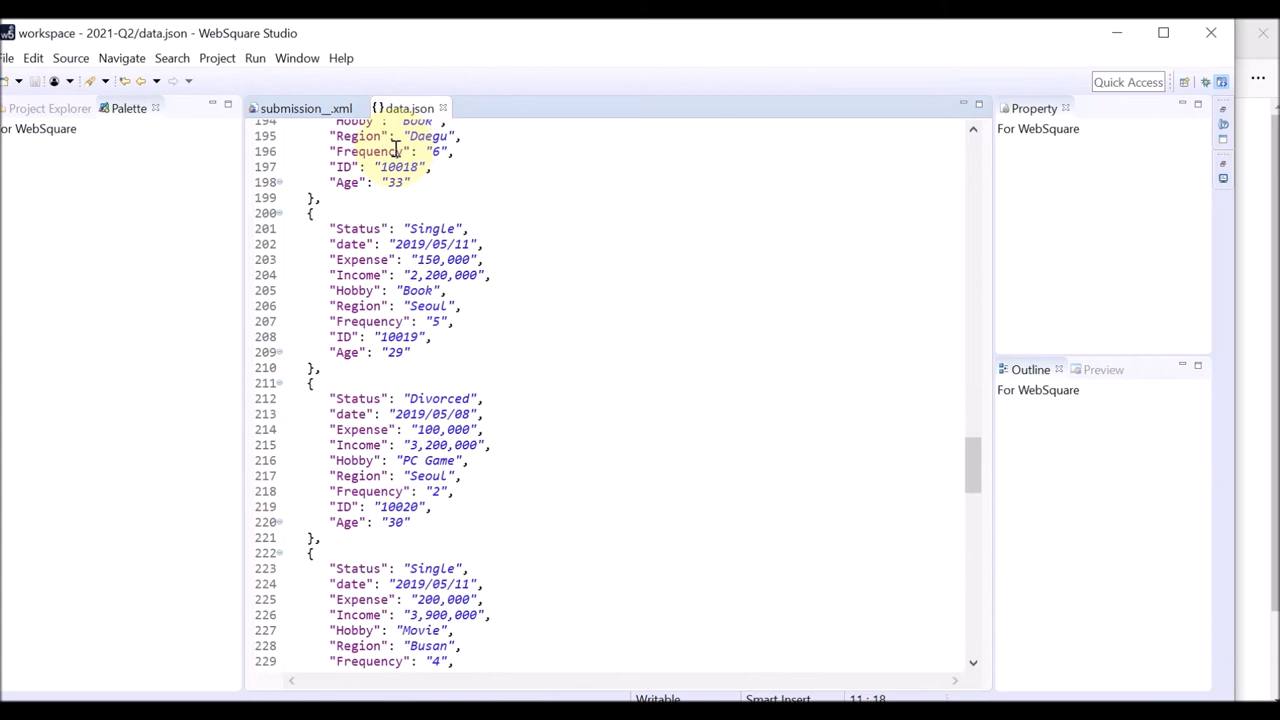 workspace - 2021-Q2/data.json - WebSquare Studio
File Edit Source Navigate Search Project Run Window Help
Quick Access
Project Explorer Palette
For WebSquare
submission__.xml data.json
194 "Hobby": "Book",
195 "Region": "Daegu",
196 "Frequency": "6",
197 "ID": "10018",
198 "Age": "33"
199 },
200 {
201 "Status": "Single",
202 "date": "2019/05/11",
203 "Expense": "150,000",
204 "Income": "2,200,000",
205 "Hobby": "Book",
206 "Region": "Seoul",
207 "Frequency": "5",
208 "ID": "10019",
209 "Age": "29"
210 },
211 {
212 "Status": "Divorced",
213 "date": "2019/05/08",
214 "Expense": "100,000",
215 "Income": "3,200,000",
216 "Hobby": "PC Game",
217 "Region": "Seoul",
218 "Frequency": "2",
219 "ID": "10020",
220 "Age": "30"
221 },
222 {
223 "Status": "Single",
224 "date": "2019/05/11",
225 "Expense": "200,000",
226 "Income": "3,900,000",
227 "Hobby": "Movie",
228 "Region": "Busan",
229 "Frequency": "4",
Property
For WebSquare
Outline Preview
For WebSquare
Writable Smart Insert 11 : 18